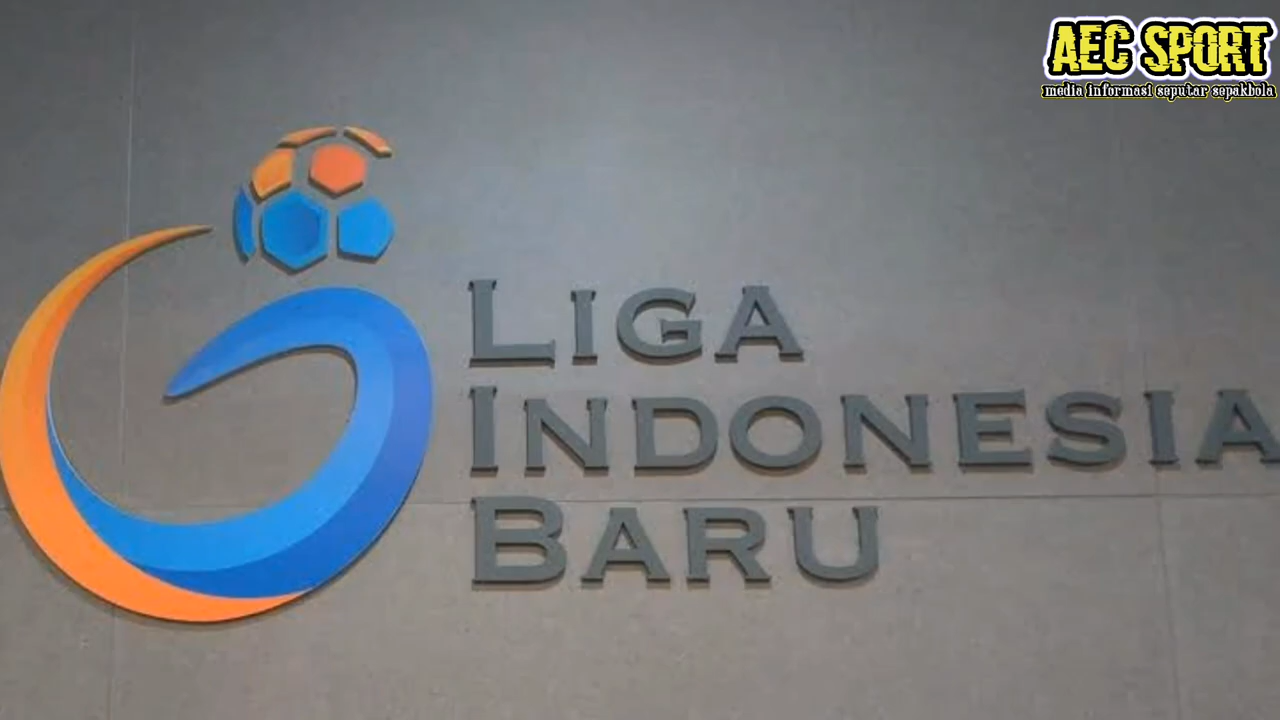 AEC SPORT
media informasi seputar sepakbola
LIGA
INDONESIA
BARU